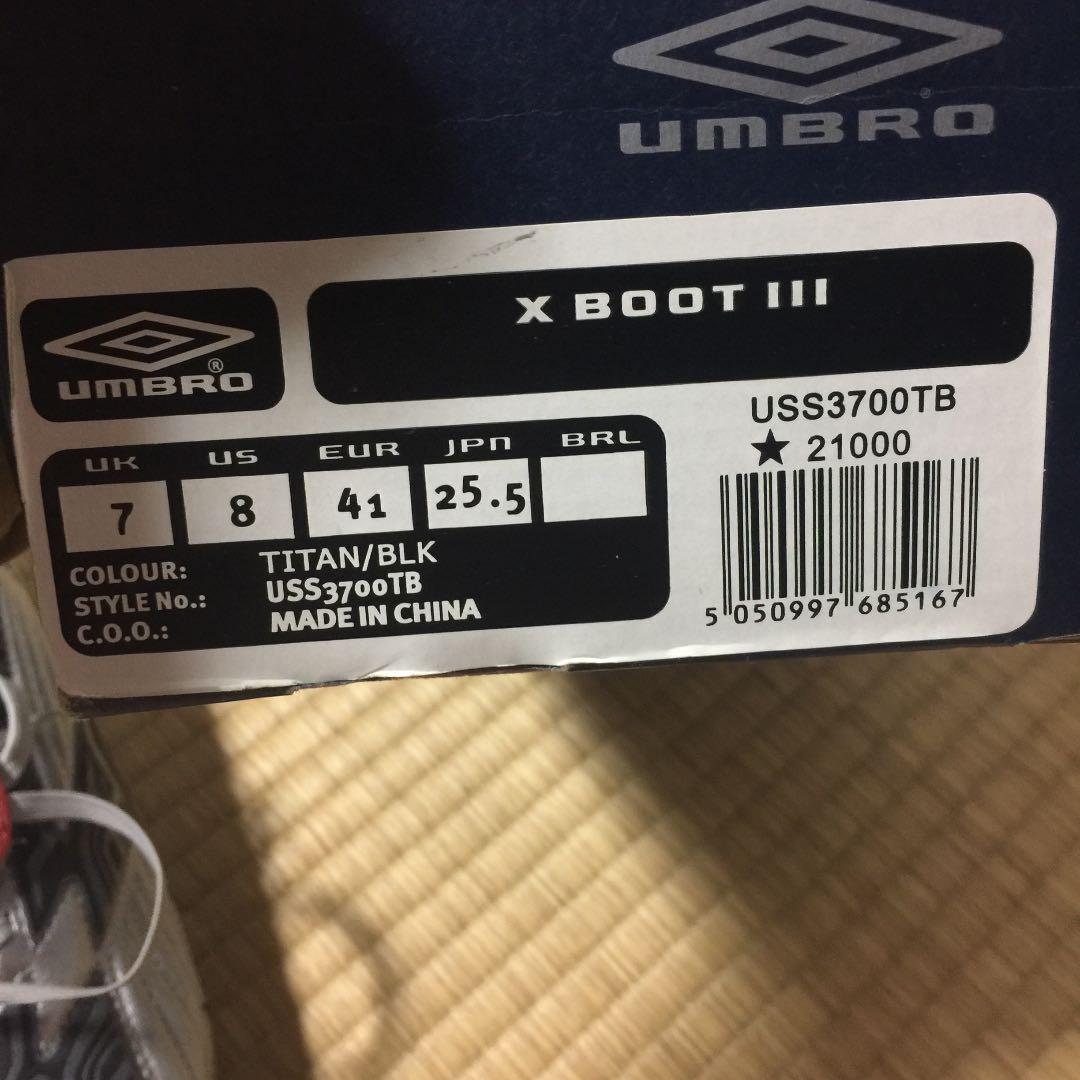 UMBRO®
UMBRO®
X BOOT III
UK US EUR JPN BRL
7 8 41 25.5
COLOUR: TITAN/BLK
STYLE No.: USS3700TB
C.O.O.: MADE IN CHINA
USS3700TB
★ 21000
5 050997 685167